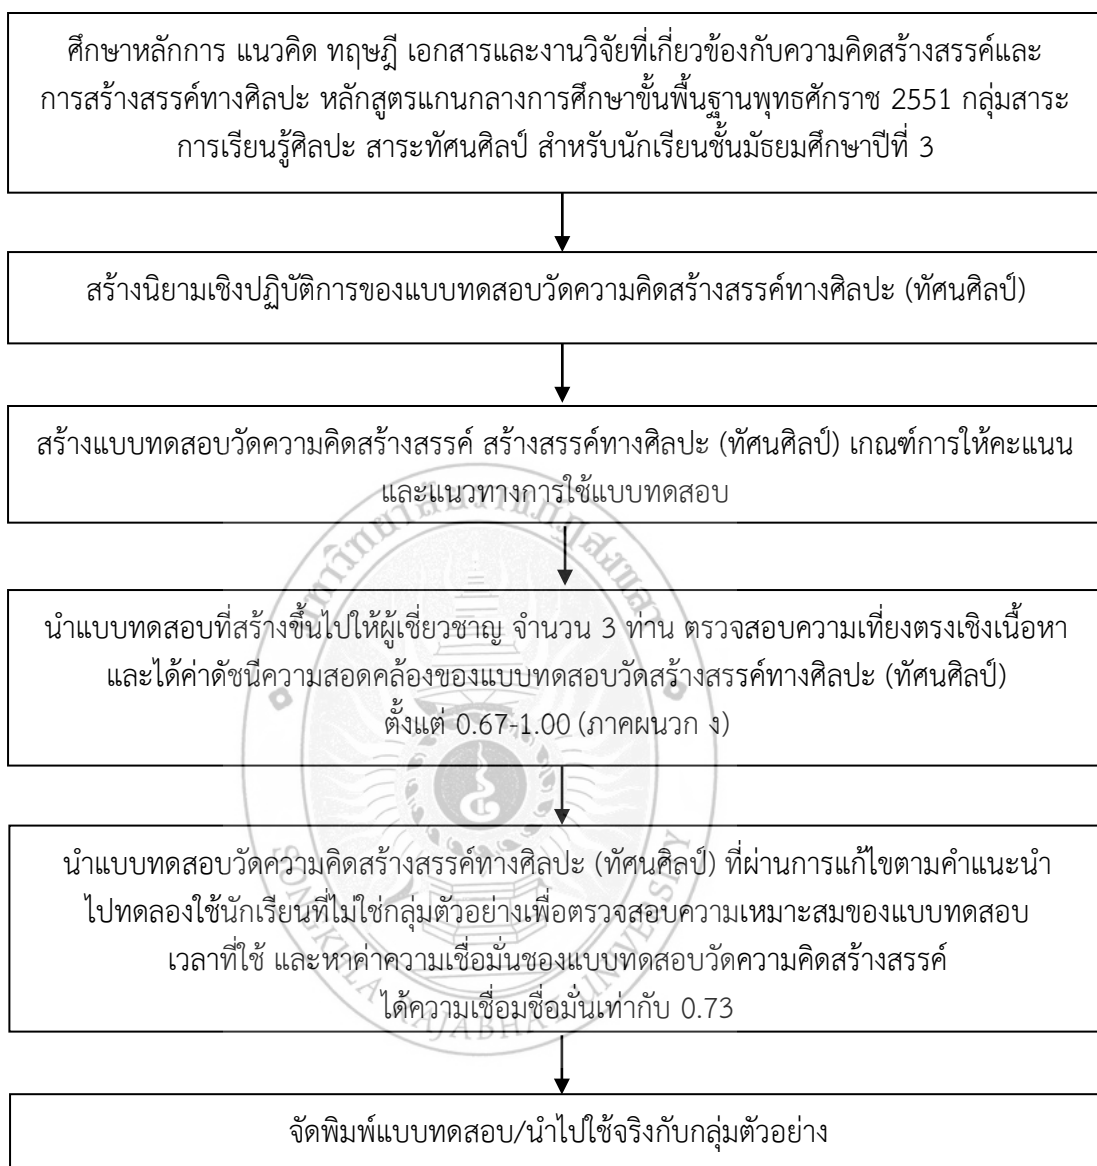 ศึกษาหลักการ แนวคิด ทฤษฎี เอกสารและงานวิจัยที่เกี่ยวข้องกับความคิดสร้างสรรค์และ
การสร้างสรรค์ทางศิลปะ หลักสูตรแกนกลางการศึกษาขั้นพื้นฐานพุทธศักราช 2551 กลุ่มสาระ
การเรียนรู้ศิลปะ สาระทัศนศิลป์ สำหรับนักเรียนชั้นมัธยมศึกษาปีที่ 3
สร้างนิยามเชิงปฏิบัติการของแบบทดสอบวัดความคิดสร้างสรรค์ทางศิลปะ (ทัศนศิลป์)
สร้างแบบทดสอบวัดความคิดสร้างสรรค์ สร้างสรรค์ทางศิลปะ (ทัศนศิลป์) เกณฑ์การให้คะแนน
และแนวทางการใช้แบบทดสอบ
มหาวิทยาลัยราชภัฏสงขลา
นำแบบทดสอบที่สร้างขึ้นไปให้ผู้เชี่ยวชาญ จำนวน 3 ท่าน ตรวจสอบความเที่ยงตรงเชิงเนื้อหา
และได้ค่าดัชนีความสอดคล้องของแบบทดสอบวัดสร้างสรรค์ทางศิลปะ (ทัศนศิลป์)
ตั้งแต่ 0.67-1.00 (ภาคผนวก ง)
นำแบบทดสอบวัดความคิดสร้างสรรค์ทางศิลปะ (ทัศนศิลป์) ที่ผ่านการแก้ไขตามคำแนะนำ
ไปทดลองใช้นักเรียนที่ไม่ใช่กลุ่มตัวอย่างเพื่อตรวจสอบความเหมาะสมของแบบทดสอบ
เวลาที่ใช้ และหาค่าความเชื่อมั่นชองแบบทดสอบวัดความคิดสร้างสรรค์
ได้ความเชื่อมชื่อมั่นเท่ากับ 0.73
SONGKHLA RAJABHAT UNIVERSITY
จัดพิมพ์แบบทดสอบ/นำไปใช้จริงกับกลุ่มตัวอย่าง